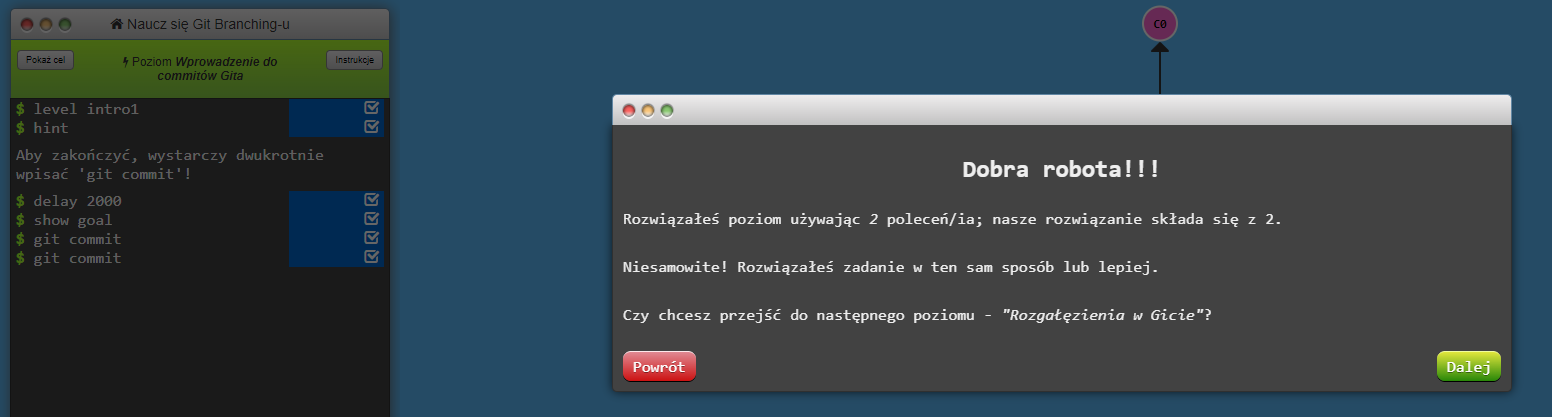 Naucz się Git Branching-u
Pokaż cel
Poziom Wprowadzenie do
commitów Gita
Instrukcje
$ level intro1
$ hint
Aby zakończyć, wystarczy dwukrotnie
wpisać 'git commit'!
$ delay 2000
$ show goal
$ git commit
$ git commit
C0
Dobra robota!!!
Rozwiązałeś poziom używając 2 poleceń/ia; nasze rozwiązanie składa się z 2.
Niesamowite! Rozwiązałeś zadanie w ten sam sposób lub lepiej.
Czy chcesz przejść do następnego poziomu - "Rozgałęzienia w Gicie"?
Powrót
Dalej